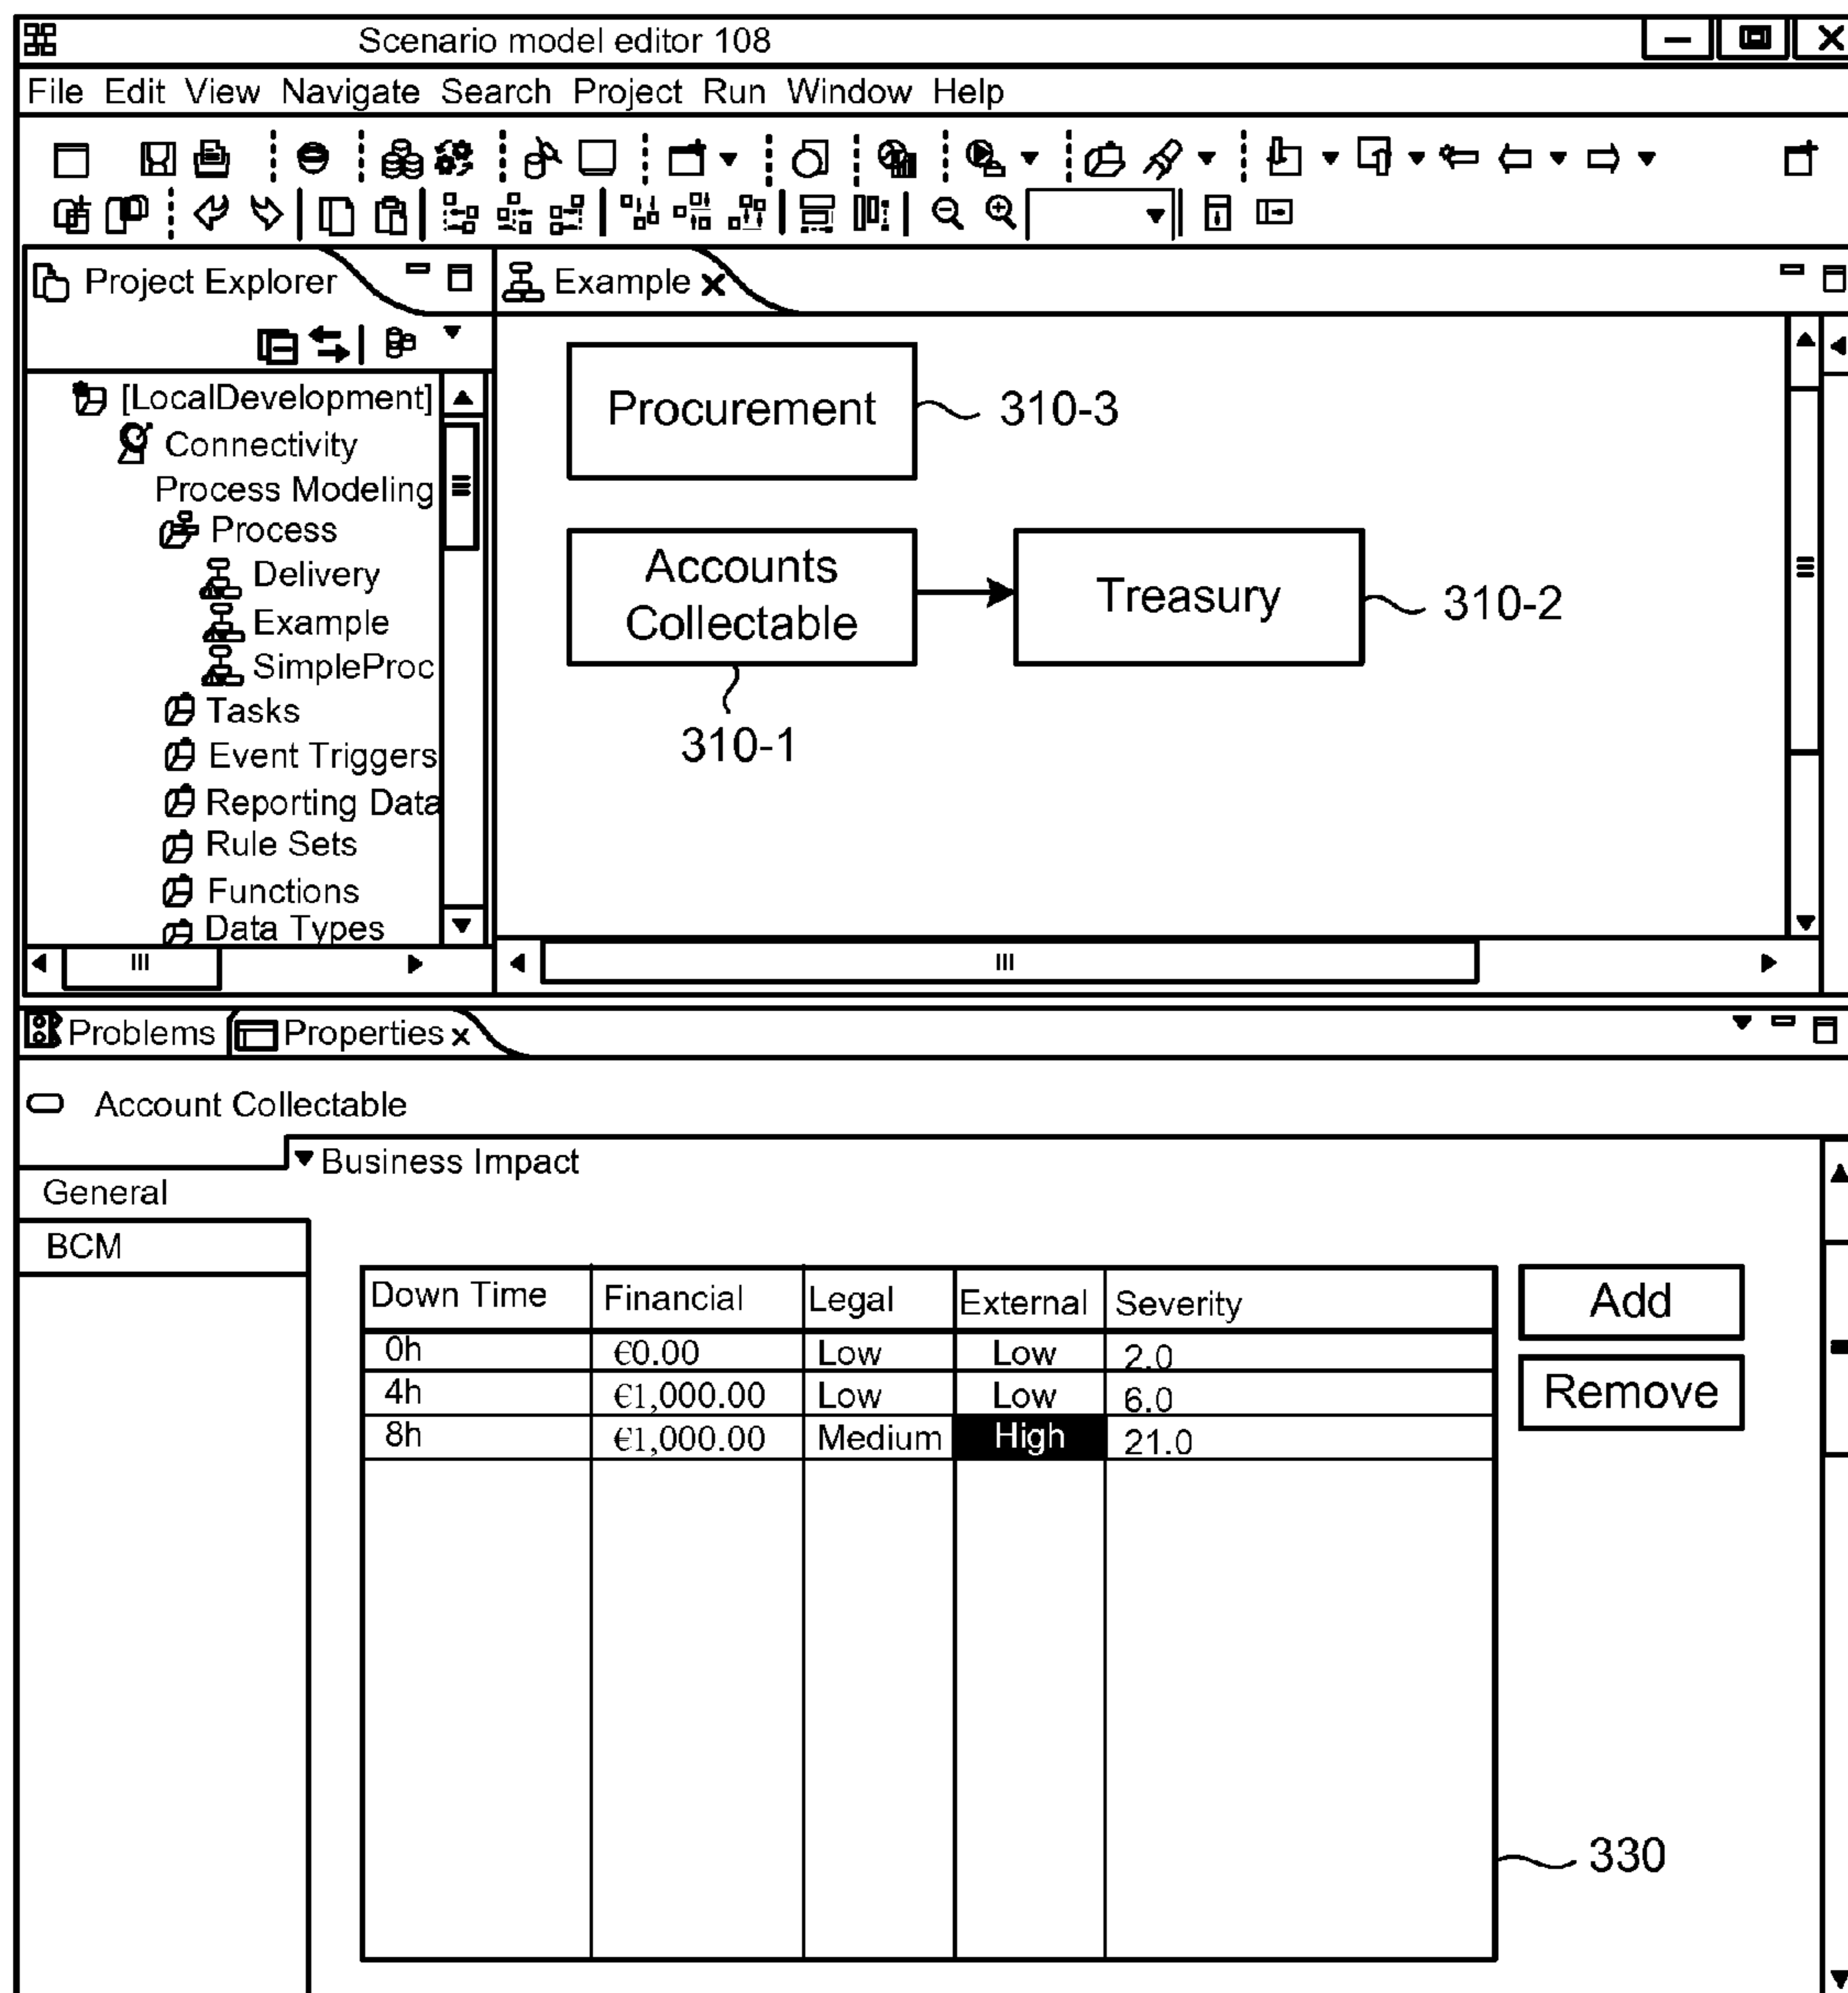 Scenario model editor 108
File Edit View Navigate Search Project Run Window Help
Project Explorer
[LocalDevelopment]
Connectivity
Process Modeling
Process
Delivery
Example
SimpleProc
Tasks
Event Triggers
Reporting Data
Rule Sets
Functions
Data Types
Example
Procurement
310-3
Accounts
Collectable
310-1
Treasury
310-2
Problems Properties
Account Collectable
General
BCM
Business Impact
Down Time Financial Legal External Severity
0h €0.00 Low Low 2.0
4h €1,000.00 Low Low 6.0
8h €1,000.00 Medium High 21.0
Add
Remove
330